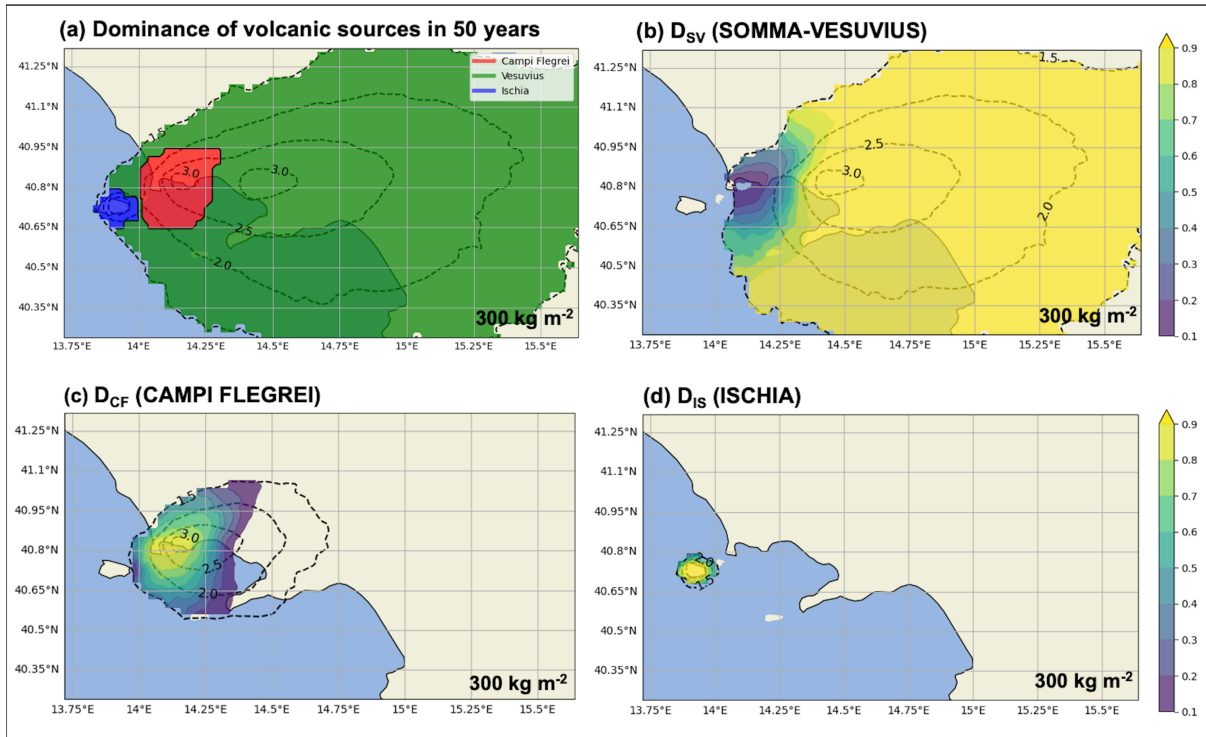 (a) Dominance of volcanic sources in 50 years
41.25°N
41.1°N
40.95°N
40.8°N
40.65°N
40.5°N
40.35°N
13.75°E 14°E 14.25°E 14.5°E 14.75°E 15°E 15.25°E 15.5°E
Campi Flegrei
Vesuvius
Ischia
1.5
3.0
3.0
2.5
2.0
300 kg m-2
(b) DSV (SOMMA-VESUVIUS)
41.25°N
41.1°N
40.95°N
40.8°N
40.65°N
40.5°N
40.35°N
13.75°E 14°E 14.25°E 14.5°E 14.75°E 15°E 15.25°E 15.5°E
1.5
2.5
3.0
2.0
300 kg m-2
0.9
0.8
0.7
0.6
0.5
0.4
0.3
0.2
0.1
(c) DCF (CAMPI FLEGREI)
41.25°N
41.1°N
40.95°N
40.8°N
40.65°N
40.5°N
40.35°N
13.75°E 14°E 14.25°E 14.5°E 14.75°E 15°E 15.25°E 15.5°E
1.5
3.0
2.5
2.0
300 kg m-2
(d) DIS (ISCHIA)
41.25°N
41.1°N
40.95°N
40.8°N
40.65°N
40.5°N
40.35°N
13.75°E 14°E 14.25°E 14.5°E 14.75°E 15°E 15.25°E 15.5°E
2.0
300 kg m-2
0.9
0.8
0.7
0.6
0.5
0.4
0.3
0.2
0.1